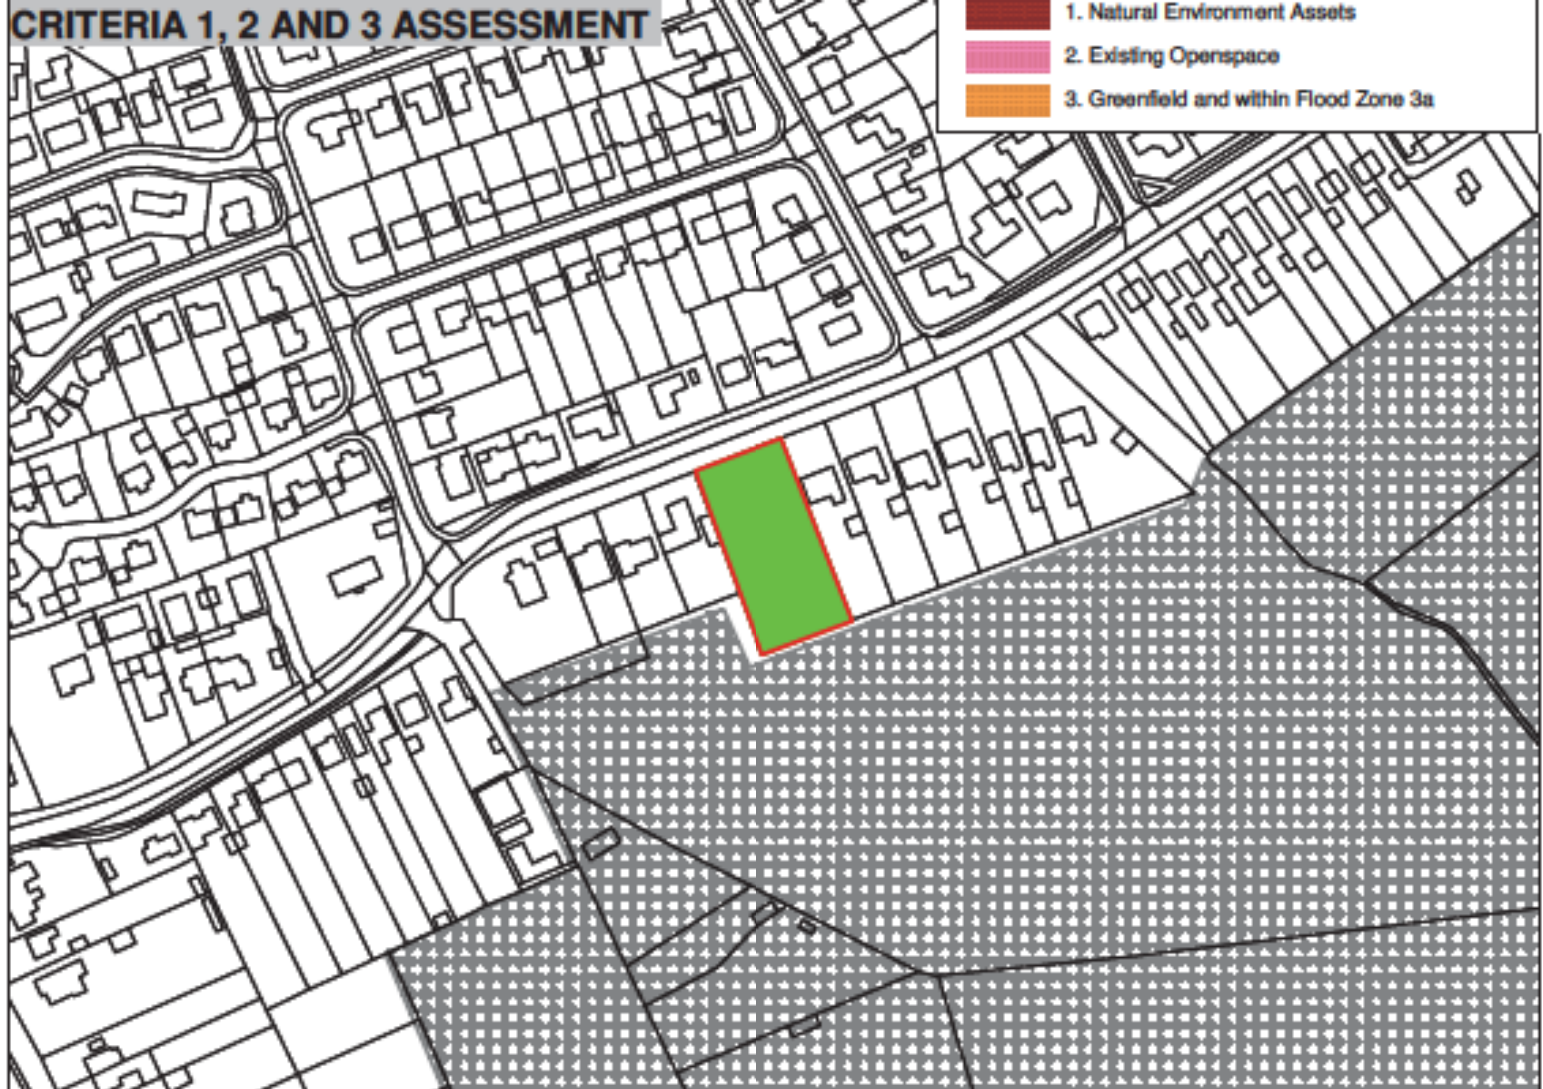 CRITERIA 1, 2 AND 3 ASSESSMENT
1. Natural Environment Assets
2. Existing Openspace
3. Greenfield and within Flood Zone 3a